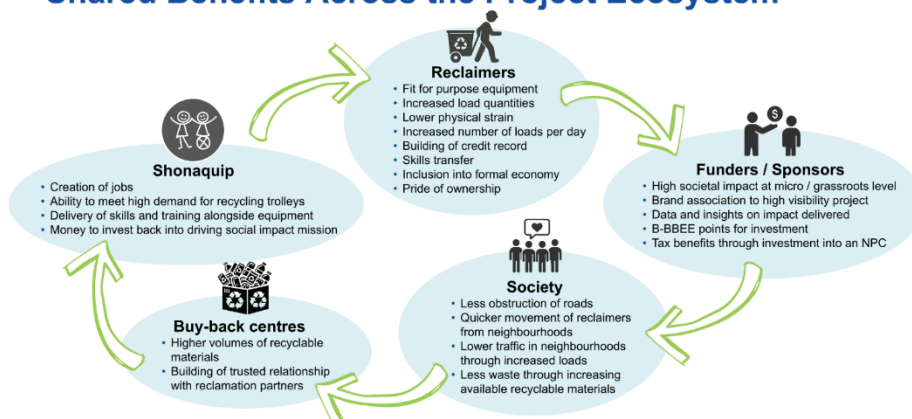 Shared Benefits Across the Project Ecosystem
Reclaimers
• Fit for purpose equipment
• Increased load quantities
• Lower physical strain
• Increased number of loads per day
• Building of credit record
• Skills transfer
• Inclusion into formal economy
• Pride of ownership
Shonaquip
• Creation of jobs
• Ability to meet high demand for recycling trolleys
• Delivery of skills and training alongside equipment
• Money to invest back into driving social impact mission
$
Funders / Sponsors
• High societal impact at micro / grassroots level
• Brand association to high visibility project
• Data and insights on impact delivered
• B-BBEE points for investment
• Tax benefits through investment into an NPC
Society
• Less obstruction of roads
• Quicker movement of reclaimers
from neighbourhoods
• Lower traffic in neighbourhoods
through increased loads
• Less waste through increasing
available recyclable materials
Buy-back centres
• Higher volumes of recyclable
materials
• Building of trusted relationship
with reclamation partners